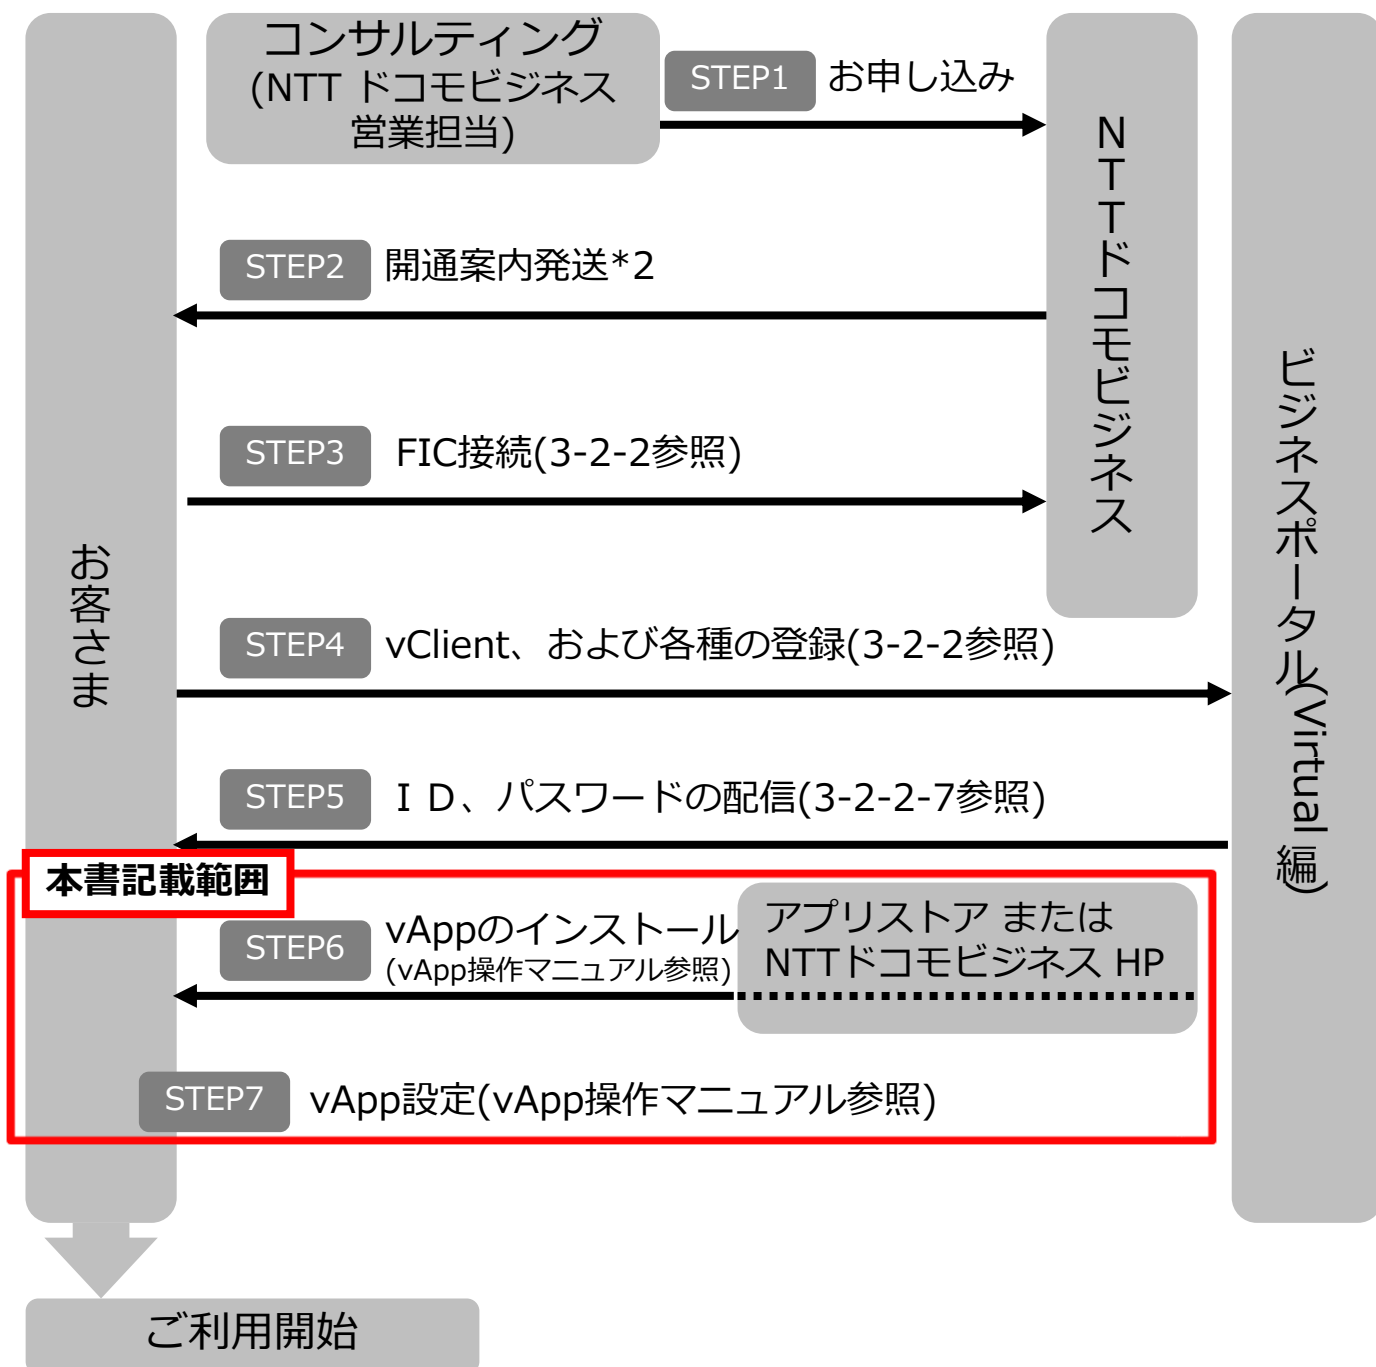 コンサルティング
(NTT ドコモビジネス
営業担当)
STEP1 お申し込み
NTTドコモビジネス
ビジネスポータル(Virtual 編)
お客さま
STEP2 開通案内発送*2
STEP3 FIC接続(3-2-2参照)
STEP4 vClient、および各種の登録(3-2-2参照)
STEP5 ＩＤ、パスワードの配信(3-2-2-7参照)
本書記載範囲
STEP6 vAppのインストール
(vApp操作マニュアル参照)
アプリストア または
NTTドコモビジネス HP
STEP7 vApp設定(vApp操作マニュアル参照)
ご利用開始